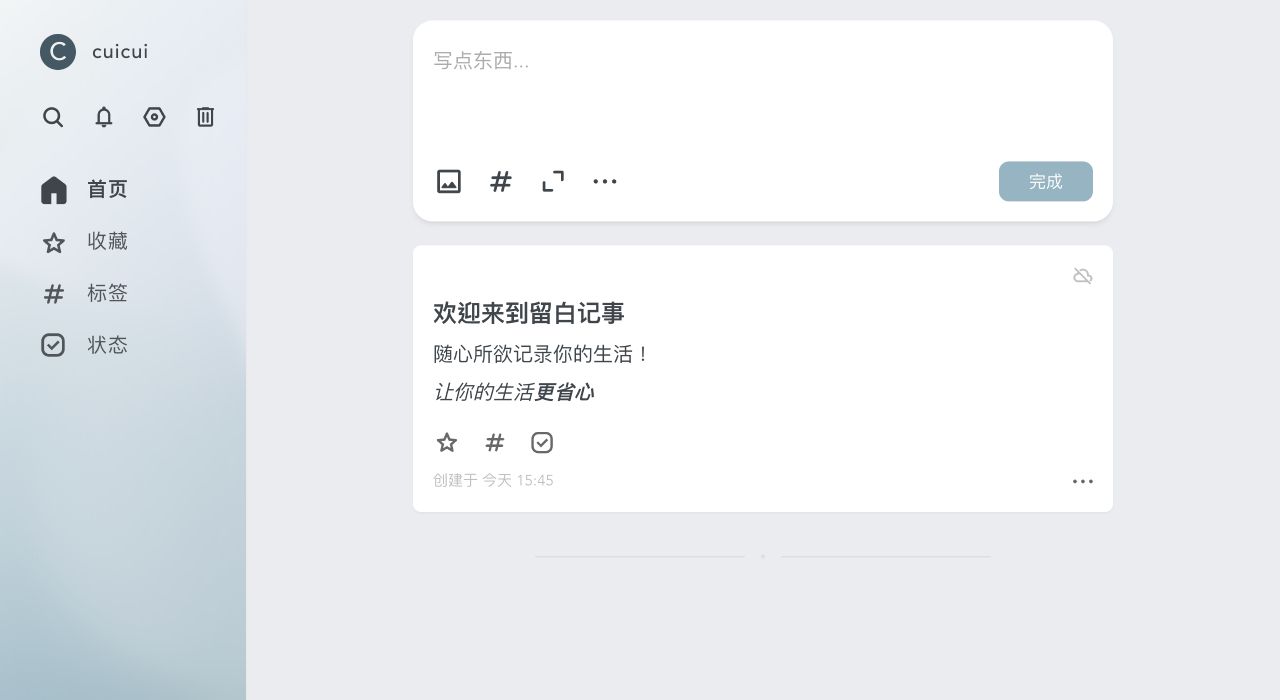 C
cuicui
首页
收藏
标签
状态
写点东西...
完成
欢迎来到留白记事
随心所欲记录你的生活！
让你的生活更省心
创建于 今天 15:45